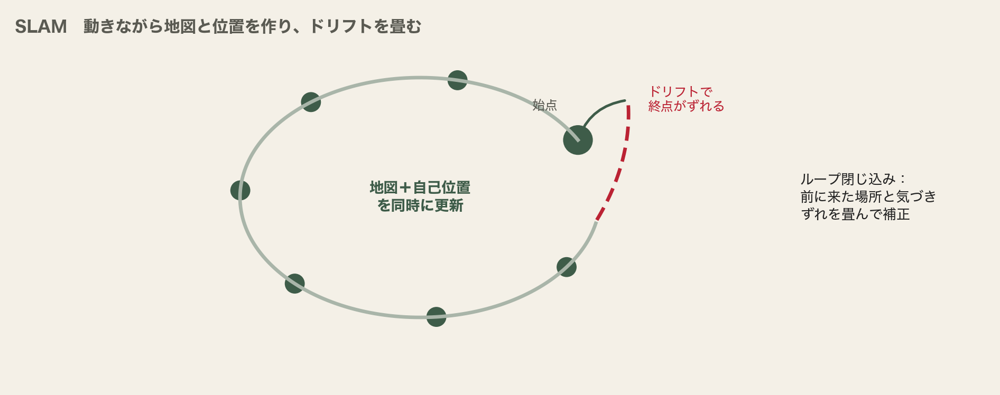 SLAM　動きながら地図と位置を作り、ドリフトを畳む
始点
ドリフトで
終点がずれる
地図＋自己位置
を同時に更新
ループ閉じ込み：
前に来た場所と気づき
ずれを畳んで補正